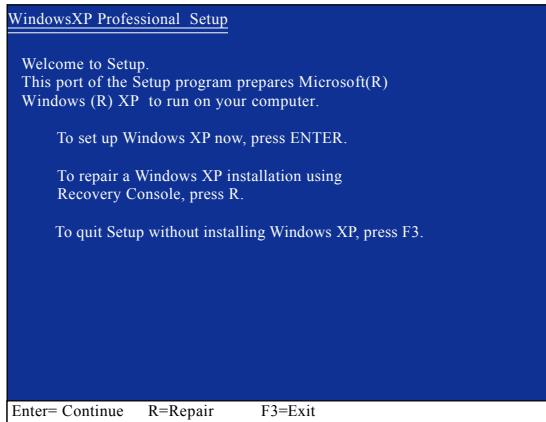 WindowsXP Professional Setup
Welcome to Setup.
This port of the Setup program prepares Microsoft(R)
Windows (R) XP to run on your computer.
To set up Windows XP now, press ENTER.
To repair a Windows XP installation using
Recovery Console, press R.
To quit Setup without installing Windows XP, press F3.
Enter= Continue R=Repair F3=Exit